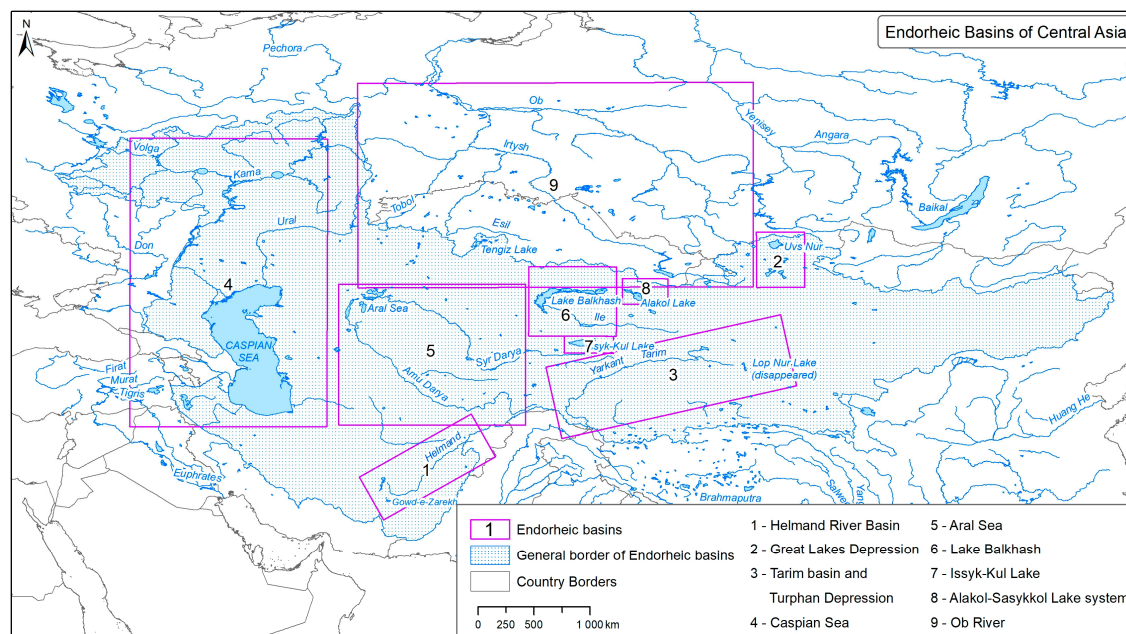 N
Endorheic Basins of Central Asia
Pechora
Ob
Yenisey
Angara
Volga
Irtysh
Kama
9
Baikal
Tobol
Ural
Esil
Don
Tengiz Lake
Uvs Nur
2
4
8
Lake Balkhash
Alakol Lake
Aral Sea
6
Ile
CASPIAN
SEA
5
7
ssyk-Kul Lake
Syr Darya
Yarkant
Tarim
Firat
Lop Nur Lake
(disappeared)
Murat
Amu Darya
3
Tigris
Huang He
Helmand
1
Euphrates
Gowd-e-Zarekh
Brahmaputra
Salwe
Yang
1 Endorheic basins
General border of Endorheic basins
Country Borders
0 250 500 1 000 km
1 - Helmand River Basin
2 - Great Lakes Depression
3 - Tarim basin and
Turphan Depression
4 - Caspian Sea
5 - Aral Sea
6 - Lake Balkhash
7 - Issyk-Kul Lake
8 - Alakol-Sasykkol Lake system
9 - Ob River